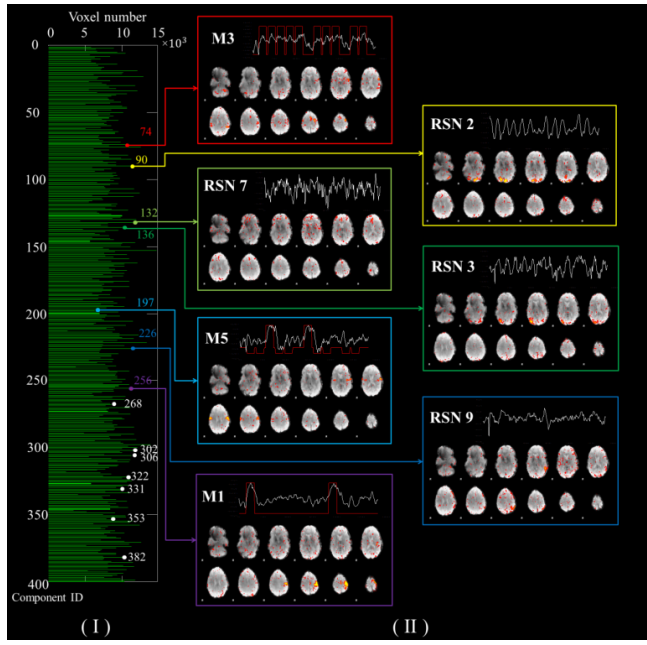 Voxel number
0 5 10 15
×10³
0
50
100
150
200
250
300
350
400
Component ID
74
90
132
136
197
226
256
268
302
306
322
331
353
382
M3
RSN 2
RSN 7
RSN 3
M5
RSN 9
M1
( I )
( II )